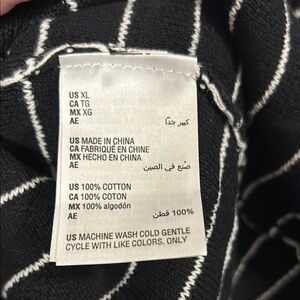 US XL
CA TG
MX XG
AE كبير جدًا
US MADE IN CHINA
CA FABRIQUÉ EN CHINE
MX HECHO EN CHINA
AE صنع في الصين
US 100% COTTON
CA 100% COTON
MX 100% algodón
AE 100% قطن
US MACHINE WASH COLD GENTLE
CYCLE WITH LIKE COLORS. ONLY